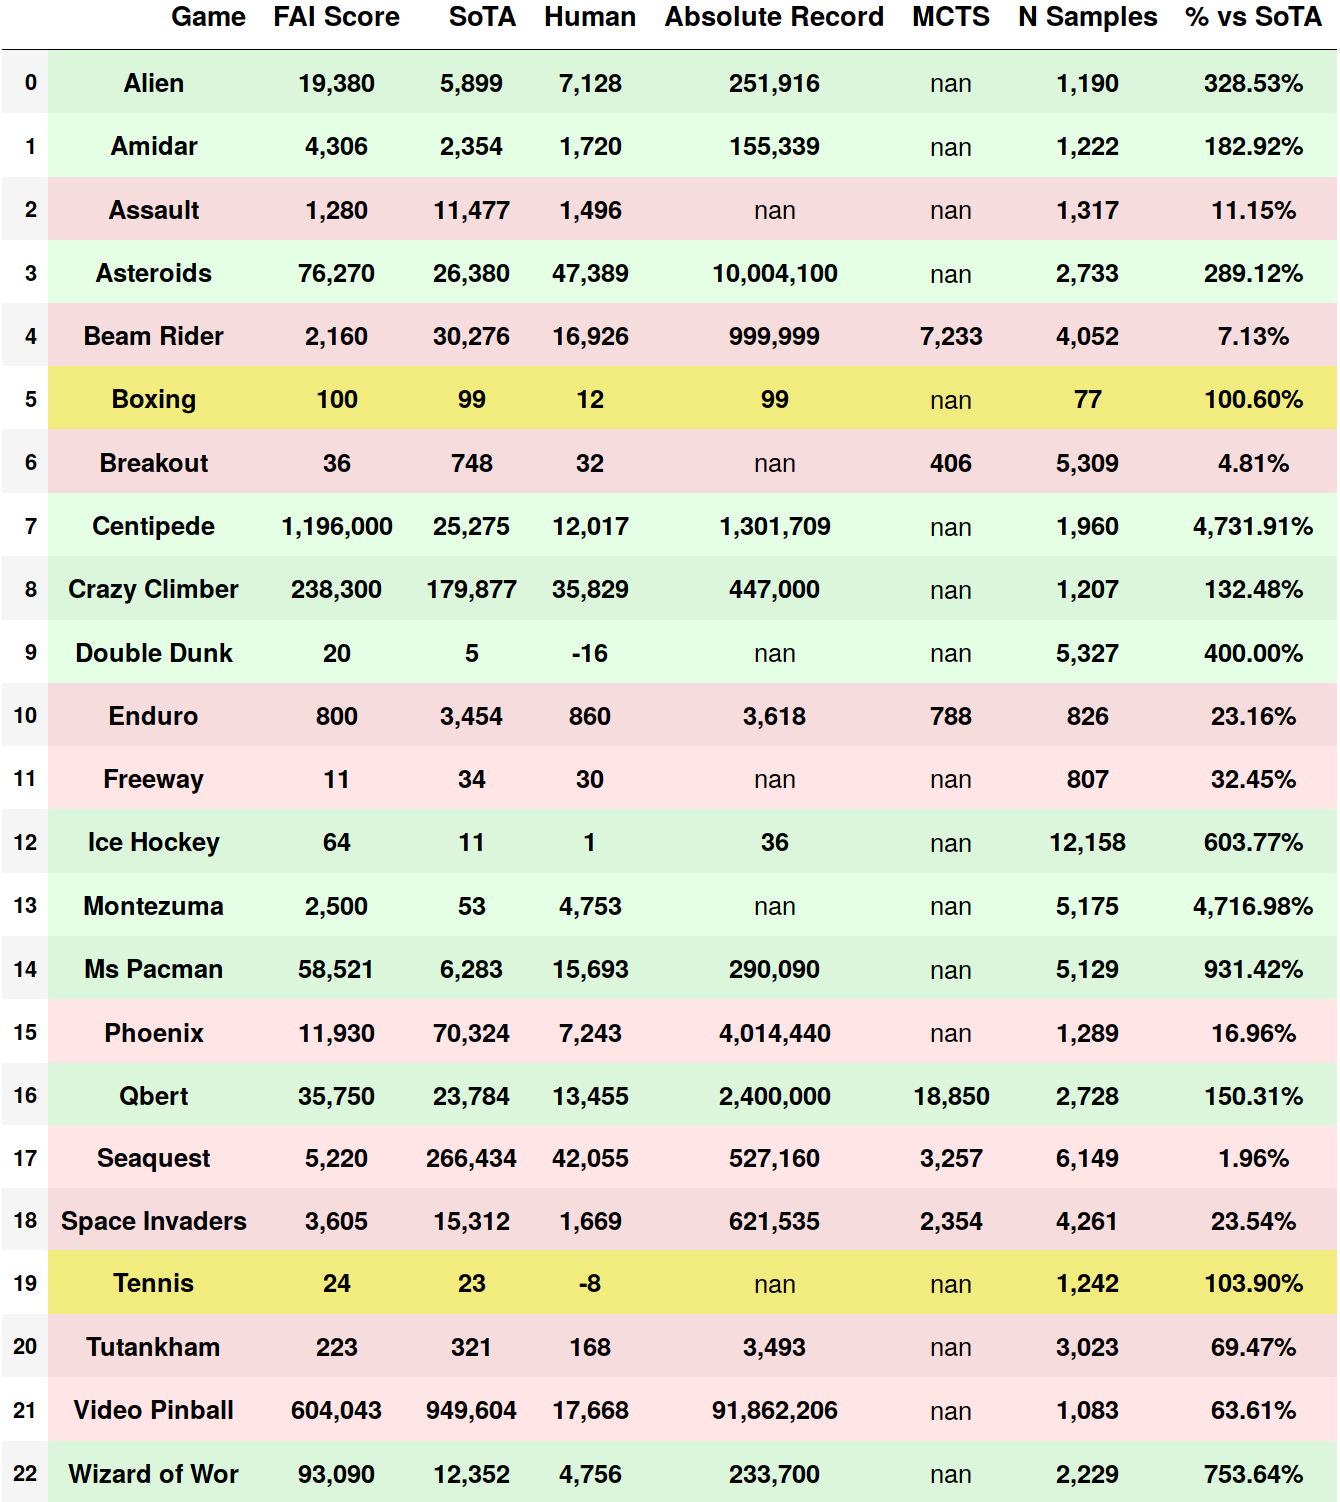 Game FAI Score SoTA Human Absolute Record MCTS N Samples % vs SoTA
0 Alien 19,380 5,899 7,128 251,916 nan 1,190 328.53%
1 Amidar 4,306 2,354 1,720 155,339 nan 1,222 182.92%
2 Assault 1,280 11,477 1,496 nan nan 1,317 11.15%
3 Asteroids 76,270 26,380 47,389 10,004,100 nan 2,733 289.12%
4 Beam Rider 2,160 30,276 16,926 999,999 7,233 4,052 7.13%
5 Boxing 100 99 12 99 nan 77 100.60%
6 Breakout 36 748 32 nan 406 5,309 4.81%
7 Centipede 1,196,000 25,275 12,017 1,301,709 nan 1,960 4,731.91%
8 Crazy Climber 238,300 179,877 35,829 447,000 nan 1,207 132.48%
9 Double Dunk 20 5 -16 nan nan 5,327 400.00%
10 Enduro 800 3,454 860 3,618 788 826 23.16%
11 Freeway 11 34 30 nan nan 807 32.45%
12 Ice Hockey 64 11 1 36 nan 12,158 603.77%
13 Montezuma 2,500 53 4,753 nan nan 5,175 4,716.98%
14 Ms Pacman 58,521 6,283 15,693 290,090 nan 5,129 931.42%
15 Phoenix 11,930 70,324 7,243 4,014,440 nan 1,289 16.96%
16 Qbert 35,750 23,784 13,455 2,400,000 18,850 2,728 150.31%
17 Seaquest 5,220 266,434 42,055 527,160 3,257 6,149 1.96%
18 Space Invaders 3,605 15,312 1,669 621,535 2,354 4,261 23.54%
19 Tennis 24 23 -8 nan nan 1,242 103.90%
20 Tutankham 223 321 168 3,493 nan 3,023 69.47%
21 Video Pinball 604,043 949,604 17,668 91,862,206 nan 1,083 63.61%
22 Wizard of Wor 93,090 12,352 4,756 233,700 nan 2,229 753.64%